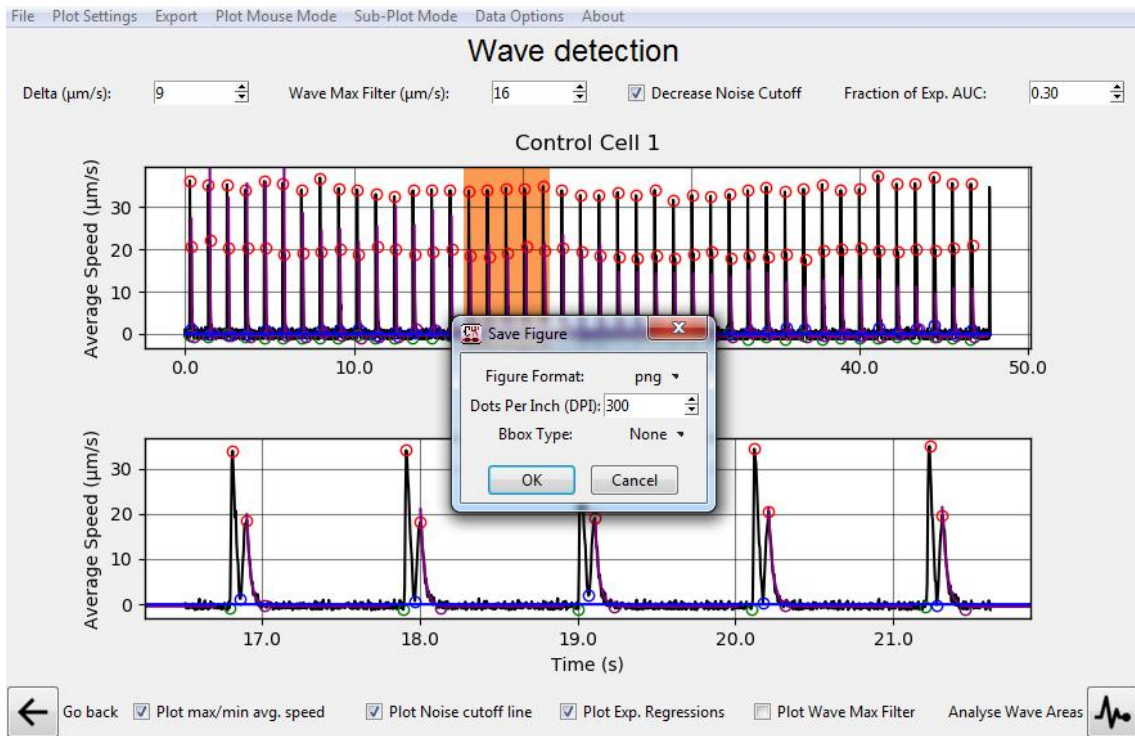 File Plot Settings Export Plot Mouse Mode Sub-Plot Mode Data Options About
Wave detection
Delta (µm/s): 9 Wave Max Filter (µm/s): 16 Decrease Noise Cutoff Fraction of Exp. AUC: 0.30
Control Cell 1
Average Speed (µm/s)
30
20
10
0
0.0 10.0 40.0 50.0
Save Figure
Figure Format: png
Dots Per Inch (DPI): 300
Bbox Type: None
OK Cancel
Average Speed (µm/s)
30
20
10
0
17.0 18.0 19.0 20.0 21.0
Time (s)
Go back Plot max/min avg. speed Plot Noise cutoff line Plot Exp. Regressions Plot Wave Max Filter Analyse Wave Areas